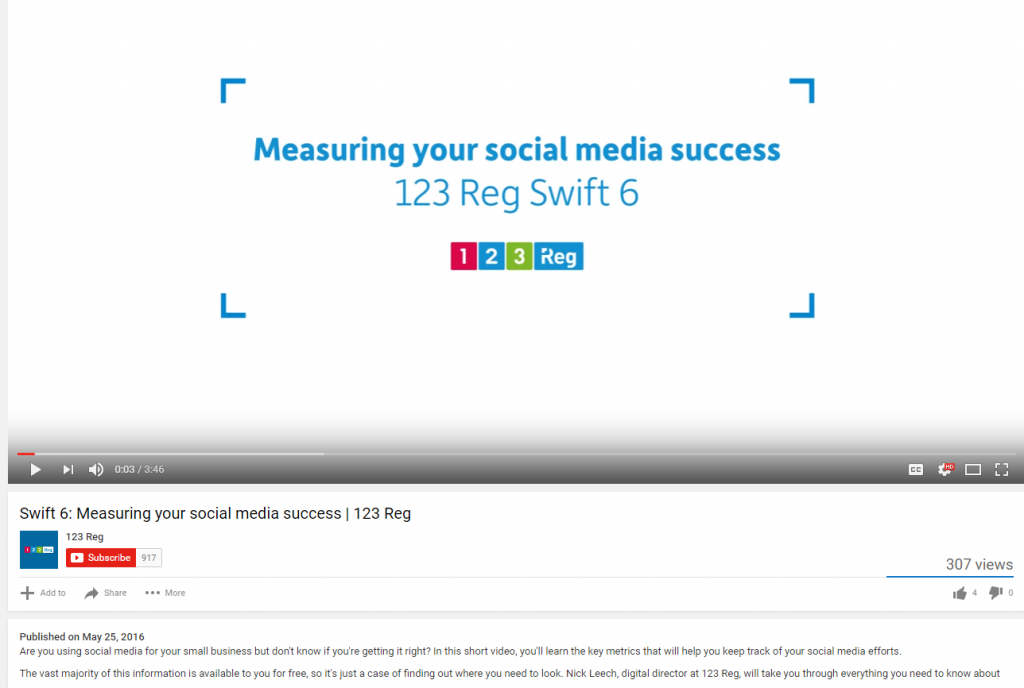 Measuring your social media success
123 Reg Swift 6
1 2 3 Reg
0:03 / 3:46
CC
HD
Swift 6: Measuring your social media success | 123 Reg
1 2 3 Reg
123 Reg
Subscribe 917
307 views
Add to Share More
4 0
Published on May 25, 2016
Are you using social media for your small business but don't know if you're getting it right? In this short video, you'll learn the key metrics that will help you keep track of your social media efforts.
The vast majority of this information is available to you for free, so it's just a case of finding out where you need to look. Nick Leech, digital director at 123 Reg, will take you through everything you need to know about